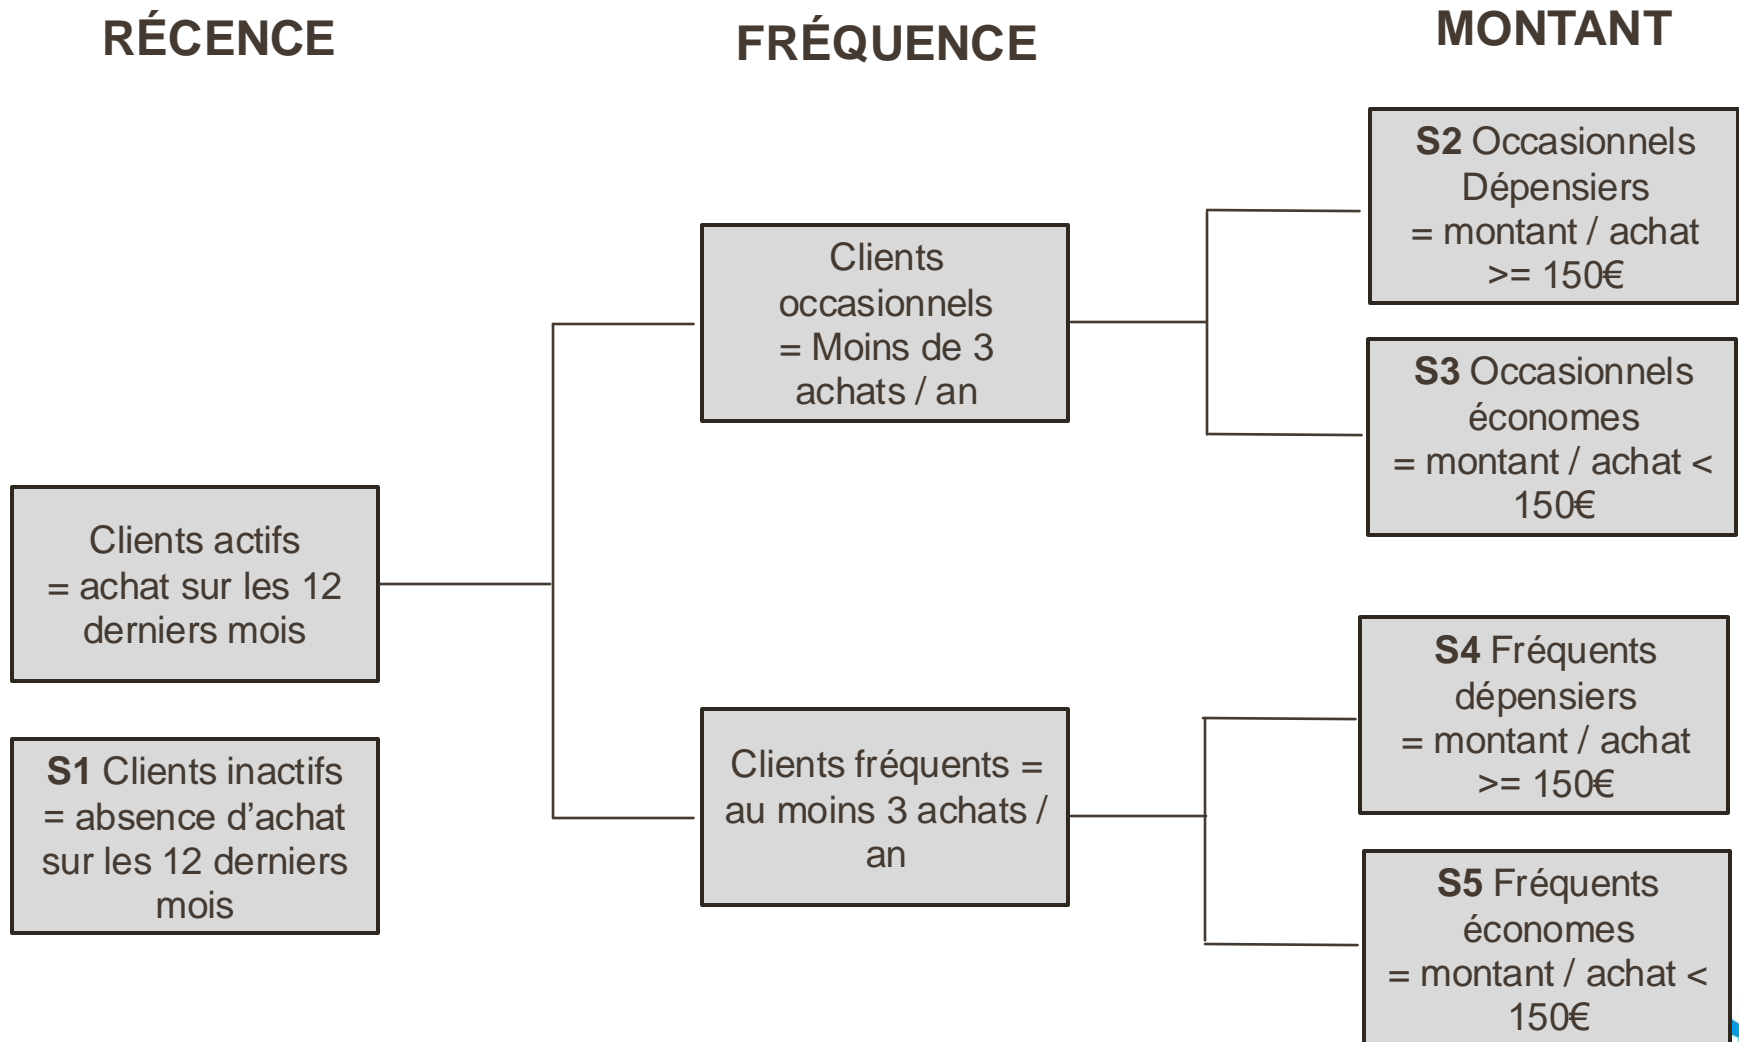 RÉCENCE
FRÉQUENCE
MONTANT
Clients actifs
= achat sur les 12
derniers mois
S1 Clients inactifs
= absence d’achat
sur les 12 derniers
mois
Clients
occasionnels
= Moins de 3
achats / an
Clients fréquents =
au moins 3 achats /
an
S2 Occasionnels
Dépensiers
= montant / achat
>= 150€
S3 Occasionnels
économes
= montant / achat <
150€
S4 Fréquents
dépensiers
= montant / achat
>= 150€
S5 Fréquents
économes
= montant / achat <
150€